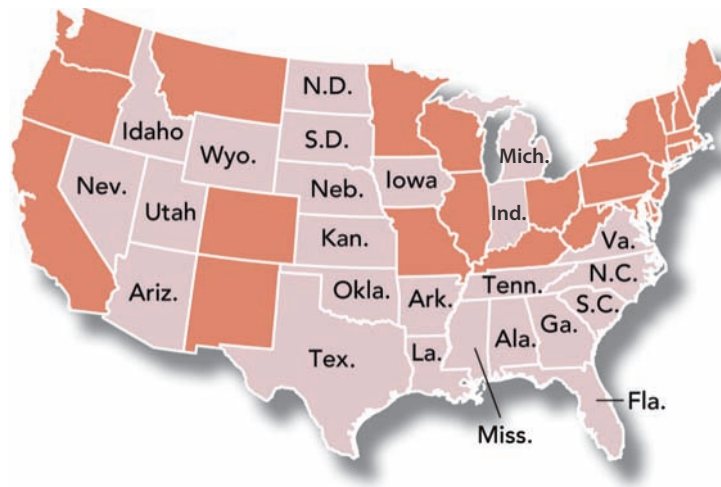 N.D.
Idaho
S.D.
Wyo.
Mich.
Nev.
Neb.
Iowa
Utah
Ind.
Kan.
Va.
Ariz.
Okla.
Ark.
Tenn.
N.C.
S.C.
Tex.
La.
Ala.
Ga.
Fla.
Miss.